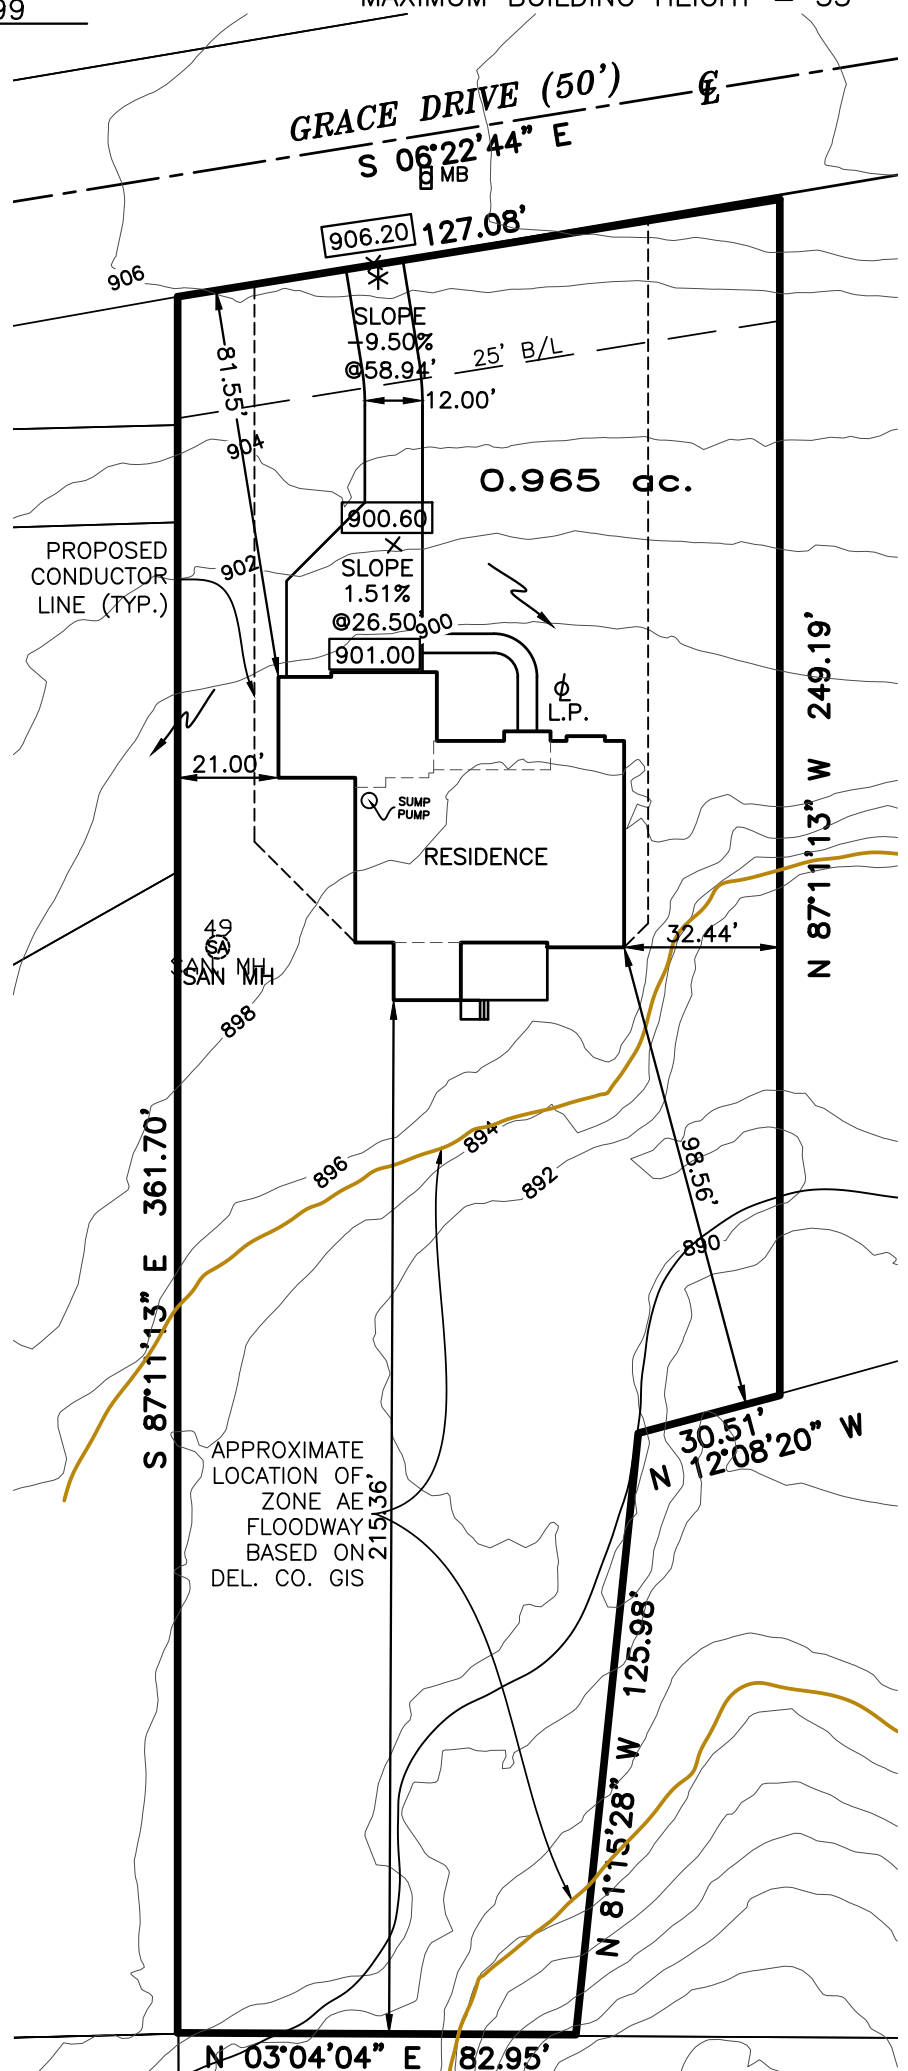 99
MAXIMUM BUILDING HEIGHT = 35'
GRACE DRIVE (50') ℄
S 06°22'44" E
MB
906.20 127.08'
906
SLOPE
-9.50%
@58.94'
25' B/L
81.55'
12.00'
904
0.965 ac.
900.60
PROPOSED
CONDUCTOR
LINE (TYP.)
902
SLOPE
1.51%
@26.50'
900
901.00
L.P.
N 87°11'13" W 249.19'
21.00'
SUMP
PUMP
RESIDENCE
49
SA
SAN MH
SAN MH
32.44'
898
S 87°11'13" E 361.70'
896
894
892
98.56'
890
30.51'
N 12°08'20" W
APPROXIMATE
LOCATION OF
ZONE AE
FLOODWAY
BASED ON
DEL. CO. GIS
215.36'
N 81°15'28" W 125.98'
N 03°04'04" E 82.95'